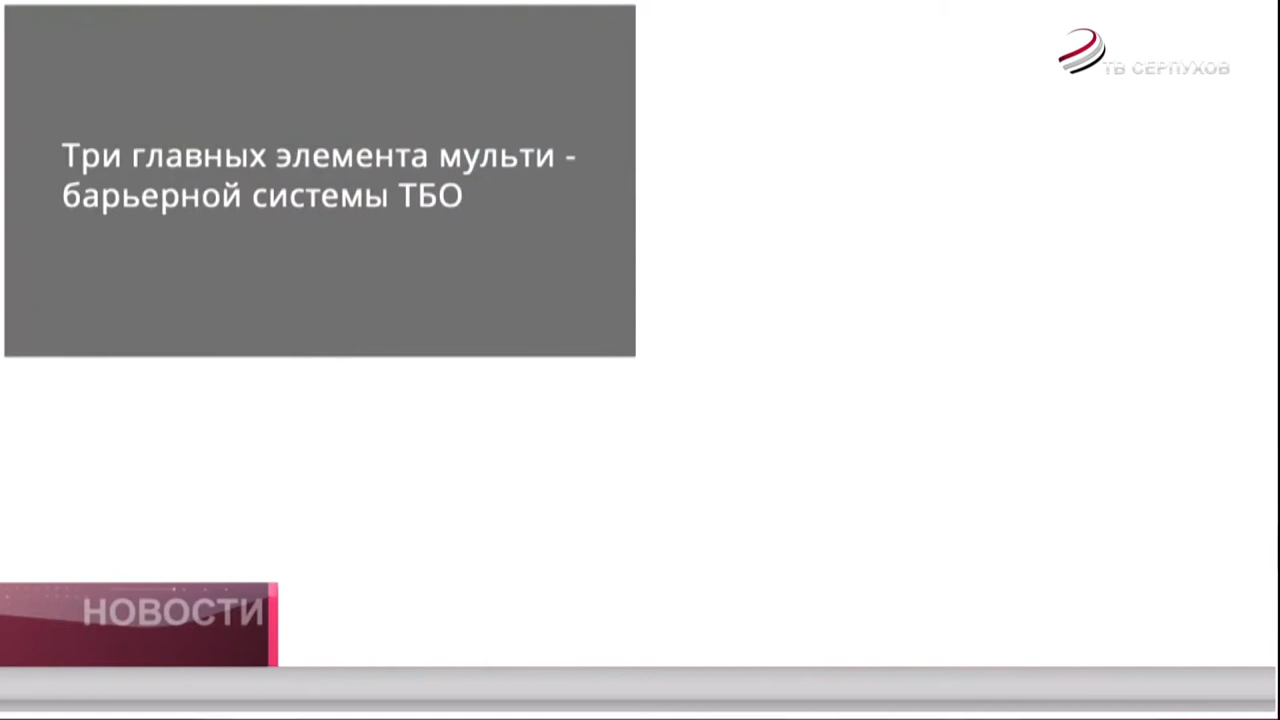 ТВ СЕРПУХОВ
Три главных элемента мульти -
барьерной системы ТБО
НОВОСТИ